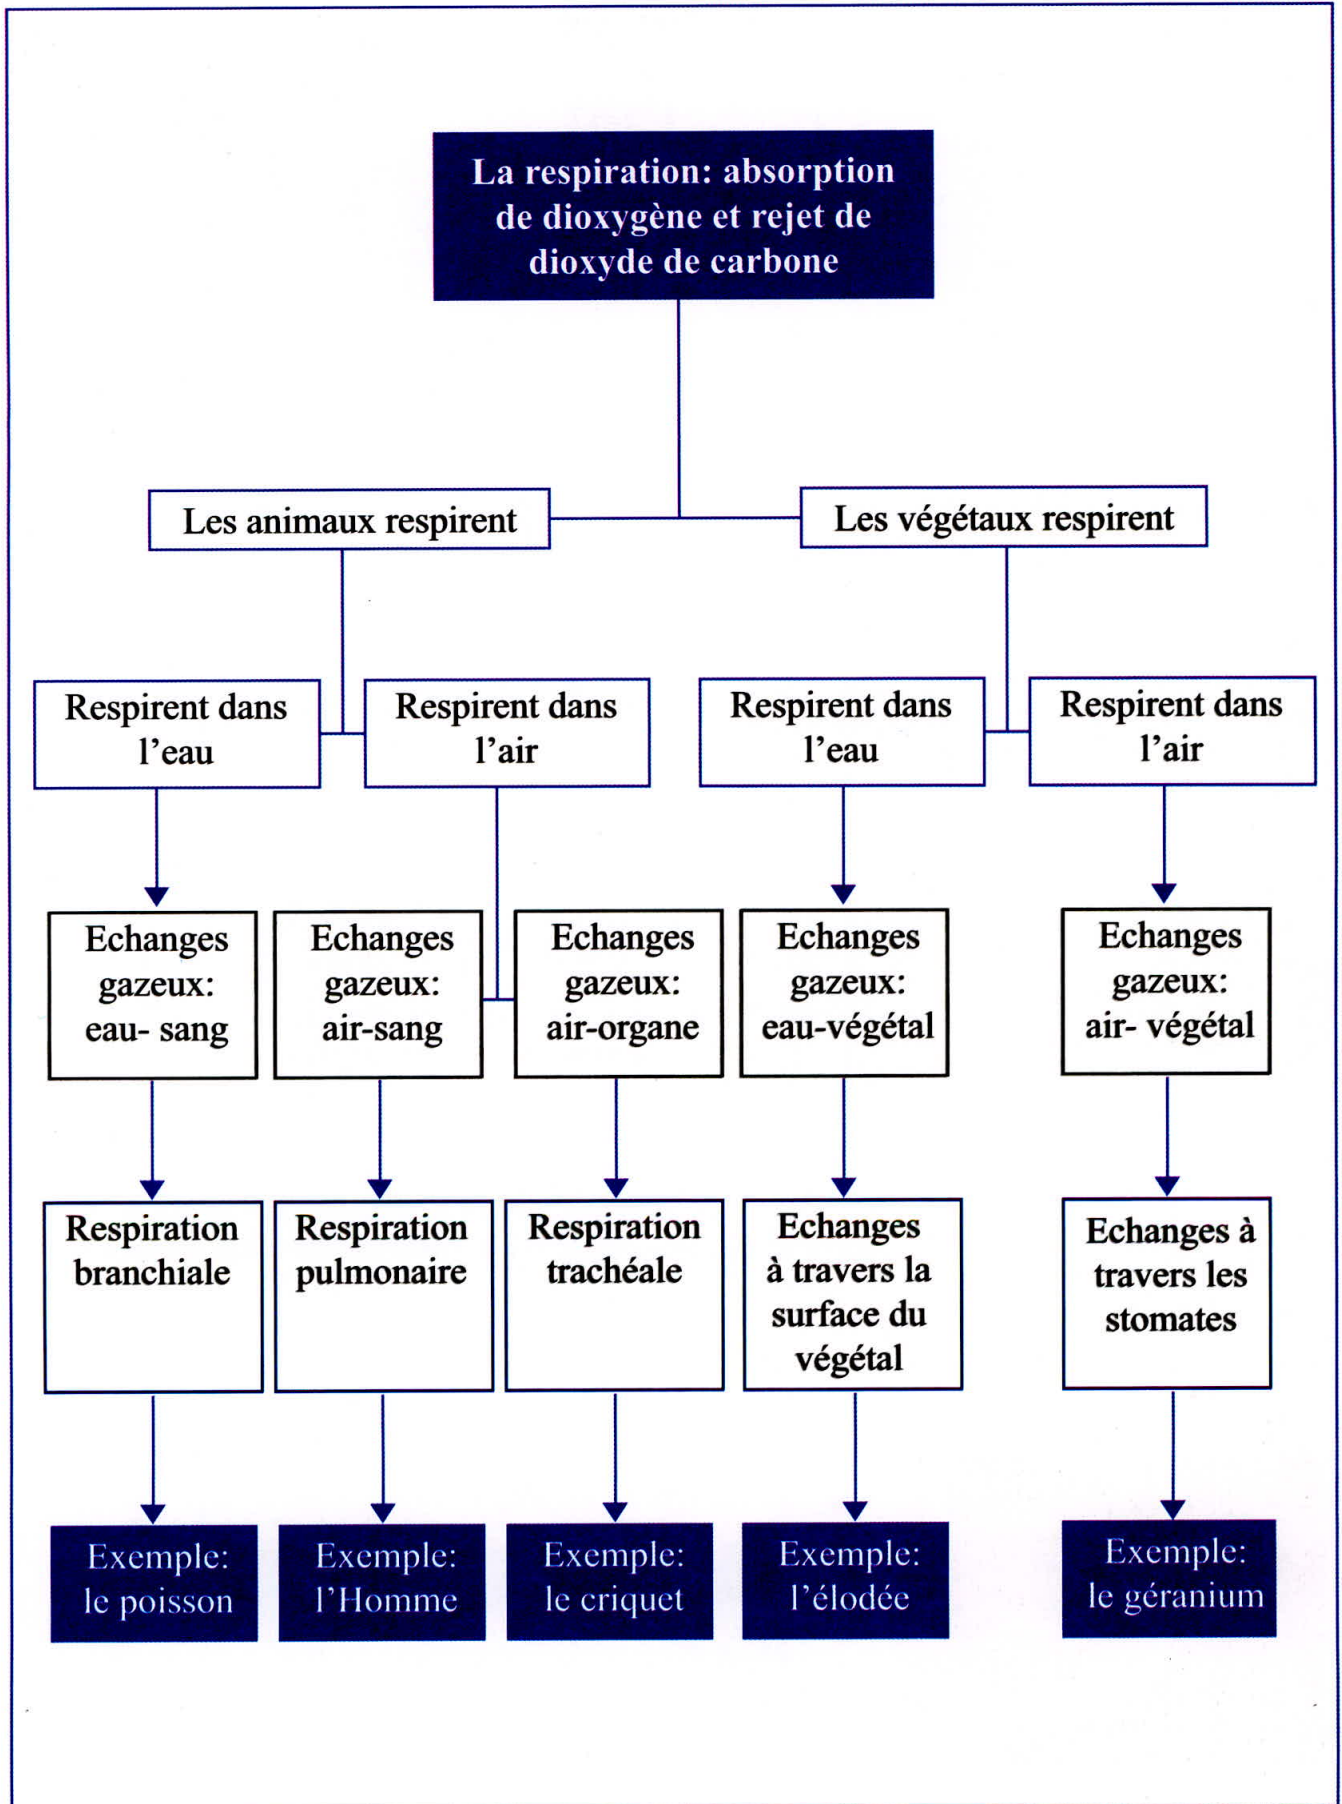 La respiration: absorption
de dioxygène et rejet de
dioxyde de carbone
Les animaux respirent
Les végétaux respirent
Respirent dans
l'eau
Respirent dans
l'air
Respirent dans
l'eau
Respirent dans
l'air
Echanges
gazeux:
eau- sang
Echanges
gazeux:
air-sang
Echanges
gazeux:
air-organe
Echanges
gazeux:
eau-végétal
Echanges
gazeux:
air- végétal
Respiration
branchiale
Respiration
pulmonaire
Respiration
trachéale
Echanges
à travers la
surface du
végétal
Echanges à
travers les
stomates
Exemple:
le poisson
Exemple:
l'Homme
Exemple:
le criquet
Exemple:
l'élodée
Exemple:
le géranium